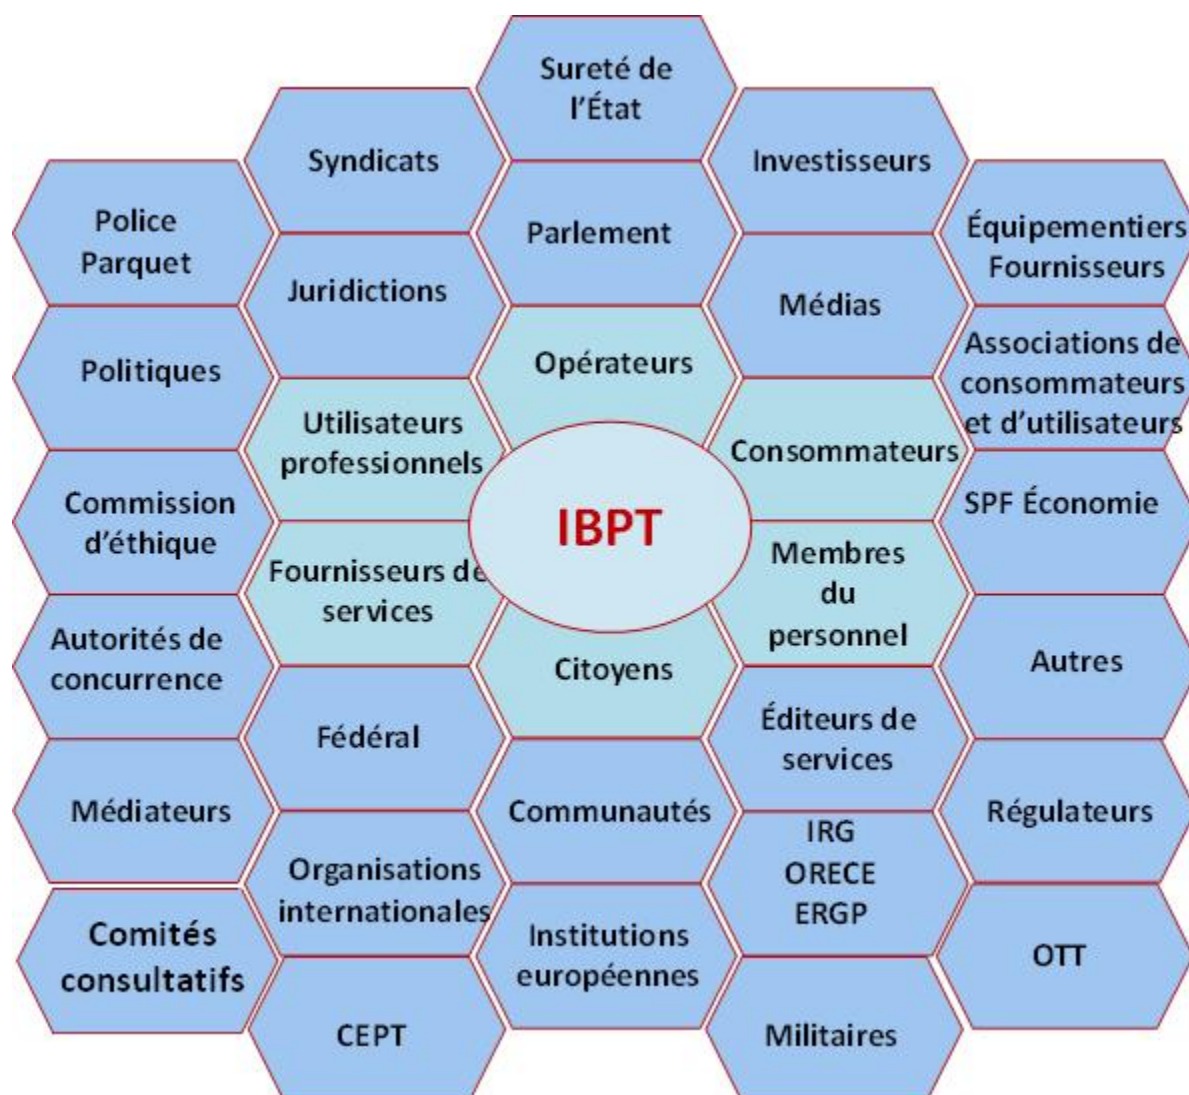 Sureté de
l'État
Syndicats
Investisseurs
Police
Parquet
Parlement
Équipementiers
Fournisseurs
Juridictions
Médias
Politiques
Opérateurs
Associations de
consommateurs
et d'utilisateurs
Utilisateurs
professionnels
Consommateurs
IBPT
Commission
d'éthique
SPF Économie
Fournisseurs de
services
Membres
du
personnel
Autorités de
concurrence
Citoyens
Autres
Fédéral
Éditeurs de
services
Médiateurs
Communautés
Régulateurs
Organisations
internationales
IRG
ORECE
ERGP
Comités
consultatifs
Institutions
européennes
OTT
CEPT
Militaires